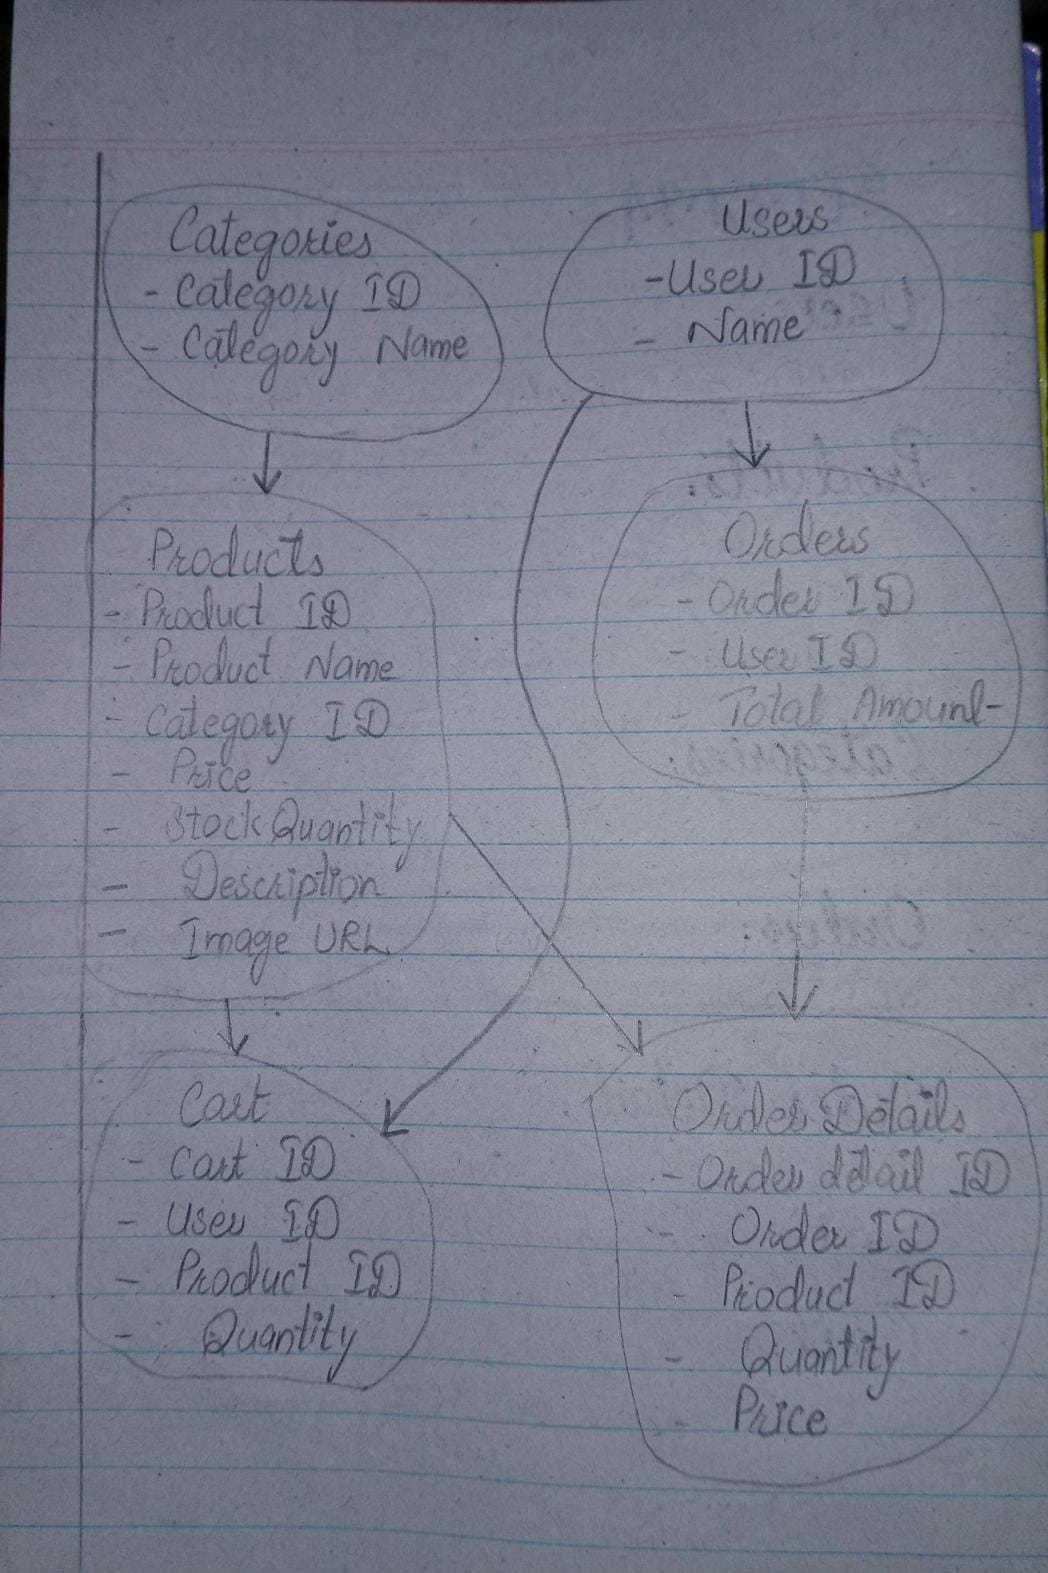 Categories
- Category ID
- Category Name
Users
- User ID
- Name
Products
- Product ID
- Product Name
- Category ID
- Price
- Stock Quantity
- Description
- Image URL
Orders
- Order ID
- User ID
- Total Amount
Cart
- Cart ID
- User ID
- Product ID
- Quantity
Order Details
- Order detail ID
- Order ID
- Product ID
- Quantity
- Price